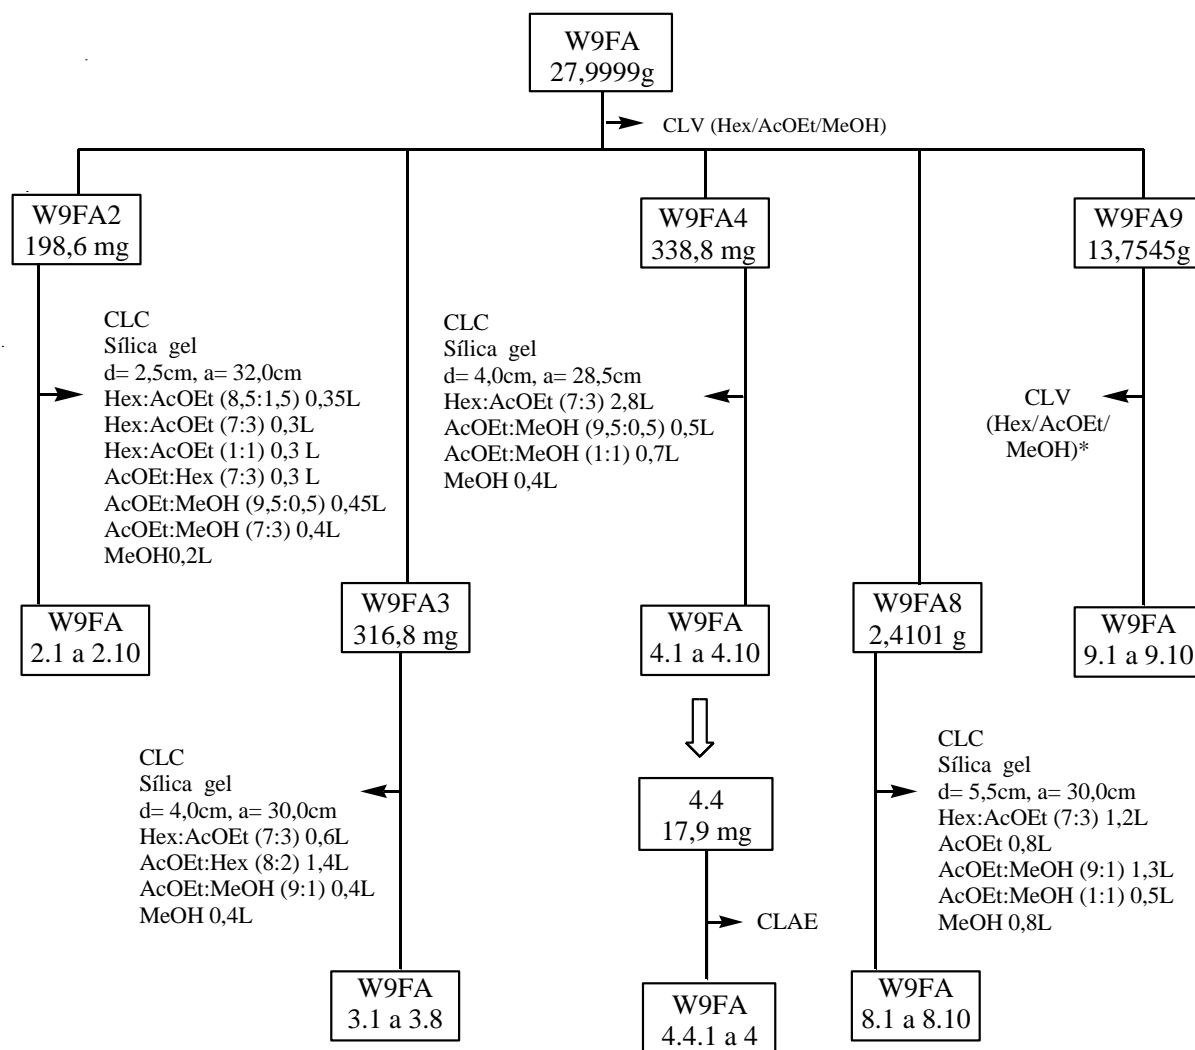 W9FA
27,9999g
CLV (Hex/AcOEt/MeOH)
W9FA2
198,6 mg
W9FA4
338,8 mg
W9FA9
13,7545g
CLC
Sílica gel
d= 2,5cm, a= 32,0cm
Hex:AcOEt (8,5:1,5) 0,35L
Hex:AcOEt (7:3) 0,3L
Hex:AcOEt (1:1) 0,3 L
AcOEt:Hex (7:3) 0,3 L
AcOEt:MeOH (9,5:0,5) 0,45L
AcOEt:MeOH (7:3) 0,4L
MeOH0,2L
CLC
Sílica gel
d= 4,0cm, a= 28,5cm
Hex:AcOEt (7:3) 2,8L
AcOEt:MeOH (9,5:0,5) 0,5L
AcOEt:MeOH (1:1) 0,7L
MeOH 0,4L
CLV
(Hex/AcOEt/
MeOH)*
W9FA
2.1 a 2.10
W9FA3
316,8 mg
W9FA
4.1 a 4.10
W9FA8
2,4101 g
W9FA
9.1 a 9.10
CLC
Sílica gel
d= 4,0cm, a= 30,0cm
Hex:AcOEt (7:3) 0,6L
AcOEt:Hex (8:2) 1,4L
AcOEt:MeOH (9:1) 0,4L
MeOH 0,4L
4.4
17,9 mg
CLAE
CLC
Sílica gel
d= 5,5cm, a= 30,0cm
Hex:AcOEt (7:3) 1,2L
AcOEt 0,8L
AcOEt:MeOH (9:1) 1,3L
AcOEt:MeOH (1:1) 0,5L
MeOH 0,8L
W9FA
3.1 a 3.8
W9FA
4.4.1 a 4
W9FA
8.1 a 8.10